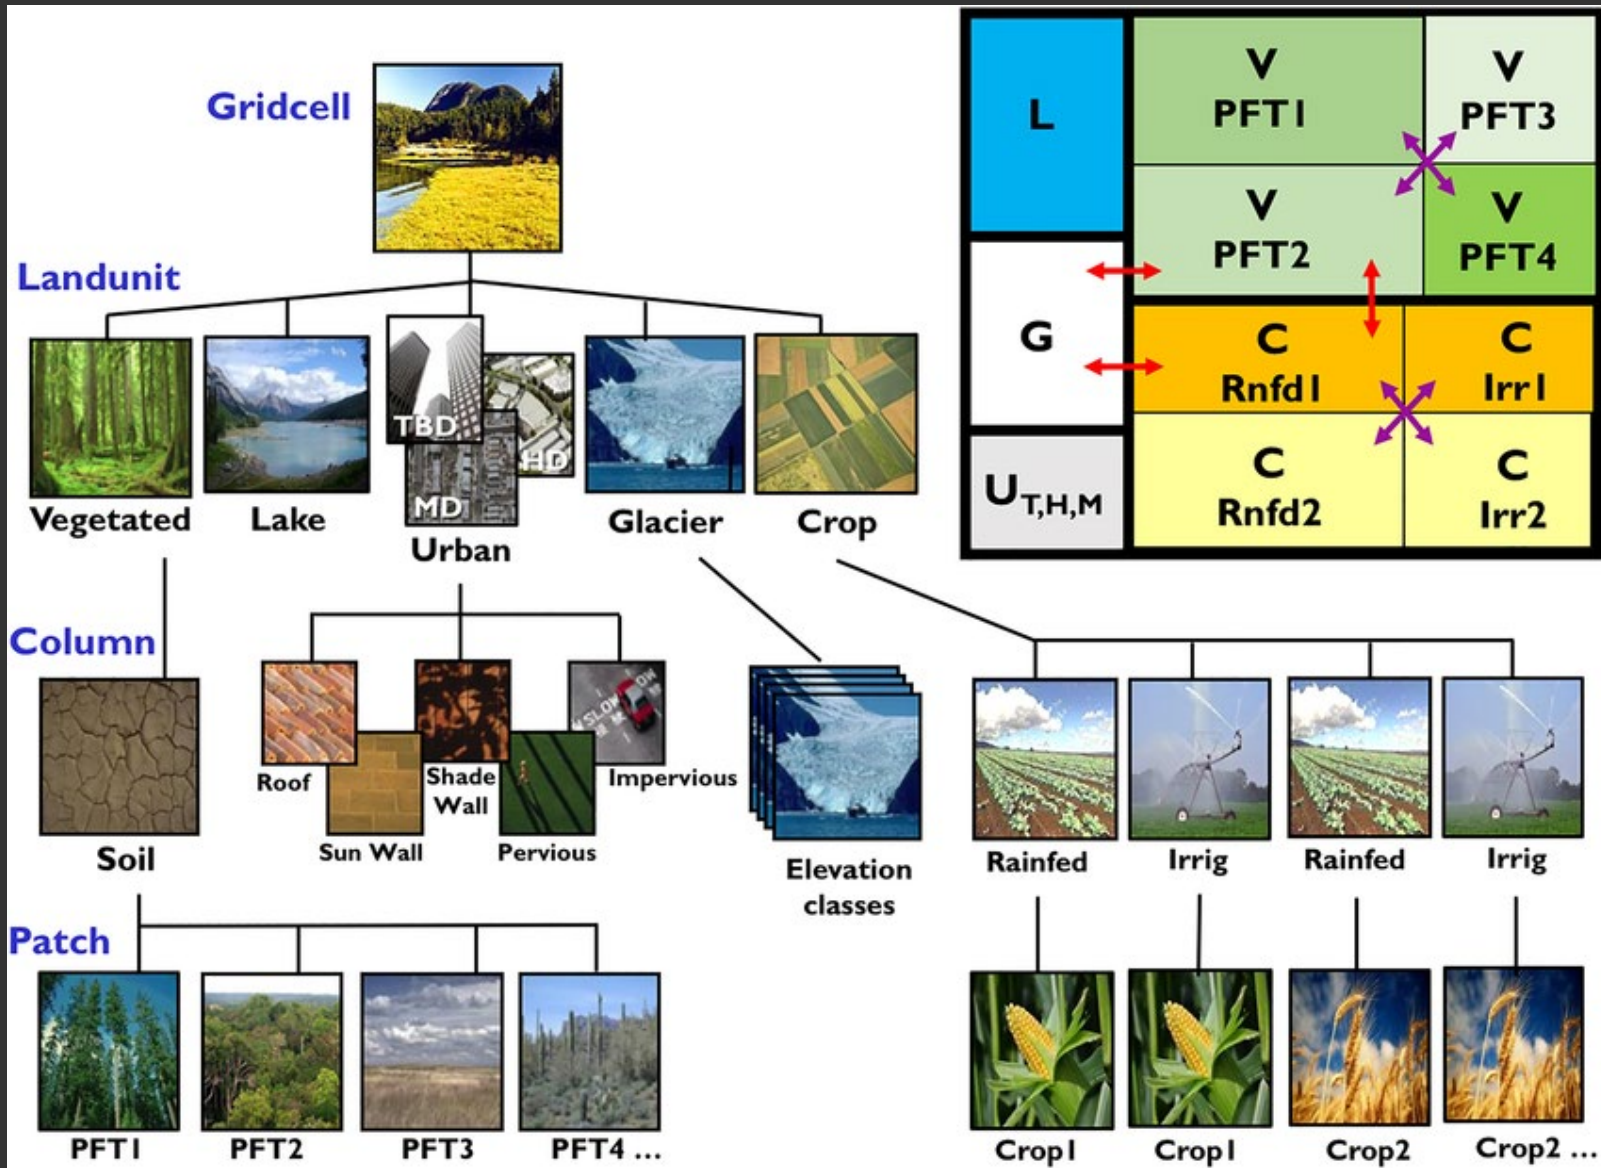 Gridcell
L
V
PFT1
V
PFT3
V
PFT2
V
PFT4
G
C
Rnfd1
C
Irr1
U T,H,M
C
Rnfd2
C
Irr2
Landunit
TBD
HD
MD
Vegetated
Lake
Urban
Glacier
Crop
Column
SLOW
Roof
Sun Wall
Shade
Wall
Pervious
Impervious
Soil
Elevation
classes
Rainfed
Irrig
Rainfed
Irrig
Patch
PFT1
PFT2
PFT3
PFT4 ...
Crop1
Crop1
Crop2
Crop2 ...